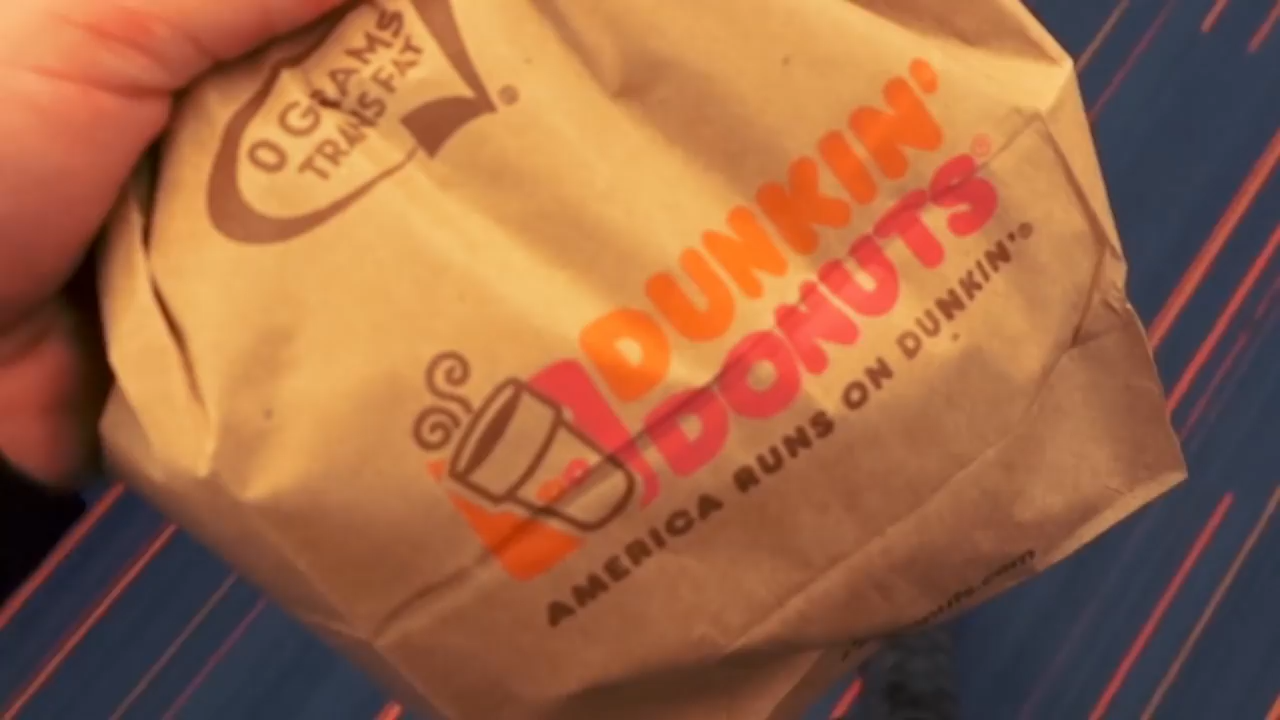 0 GRAMS
TRANS FAT
DUNKIN'
DONUTS
AMERICA RUNS ON DUNKIN'